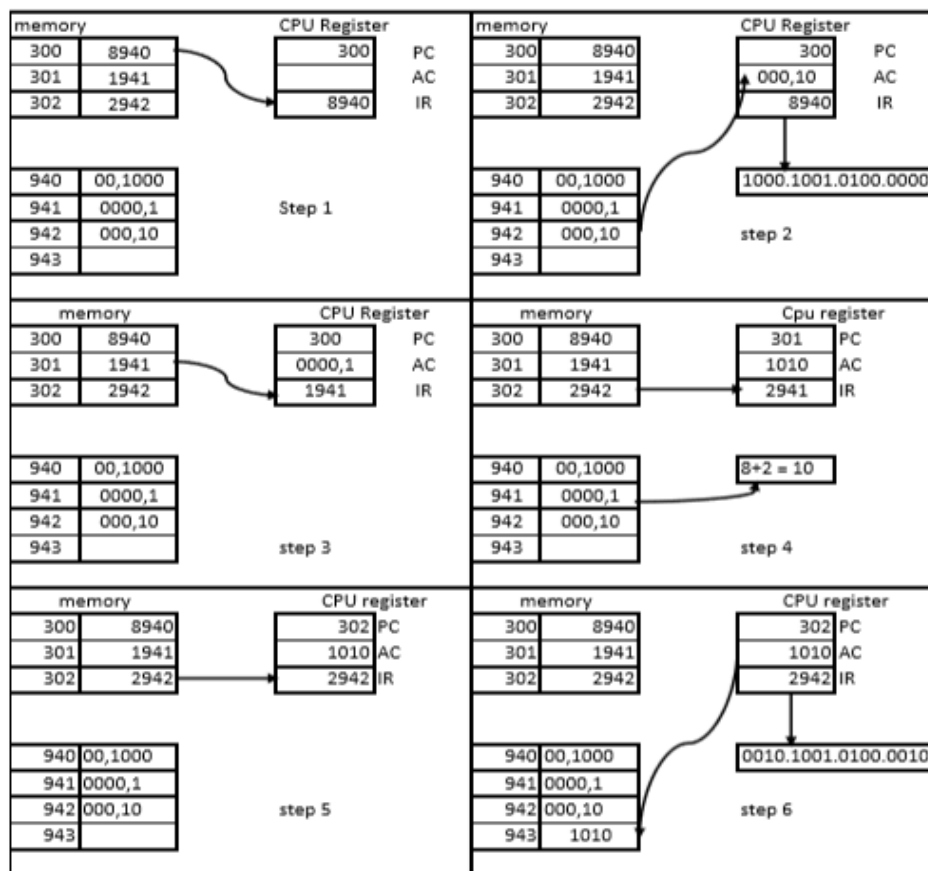 memory CPU Register
300 8940 300 PC
301 1941 AC
302 2942 8940 IR
940 00,1000
941 0000,1 Step 1
942 000,10
943
memory CPU Register
300 8940 300 PC
301 1941 000,10 AC
302 2942 8940 IR
940 00,1000 1000.1001.0100.0000
941 0000,1
942 000,10 step 2
943
memory CPU Register
300 8940 300 PC
301 1941 0000,1 AC
302 2942 1941 IR
940 00,1000
941 0000,1
942 000,10
943 step 3
memory Cpu register
300 8940 301 PC
301 1941 1010 AC
302 2942 2941 IR
940 00,1000 8+2 = 10
941 0000,1
942 000,10
943 step 4
memory CPU register
300 8940 302 PC
301 1941 1010 AC
302 2942 2942 IR
940 00,1000
941 0000,1
942 000,10 step 5
943
memory CPU register
300 8940 302 PC
301 1941 1010 AC
302 2942 2942 IR
940 00,1000 0010.1001.0100.0010
941 0000,1
942 000,10 step 6
943 1010